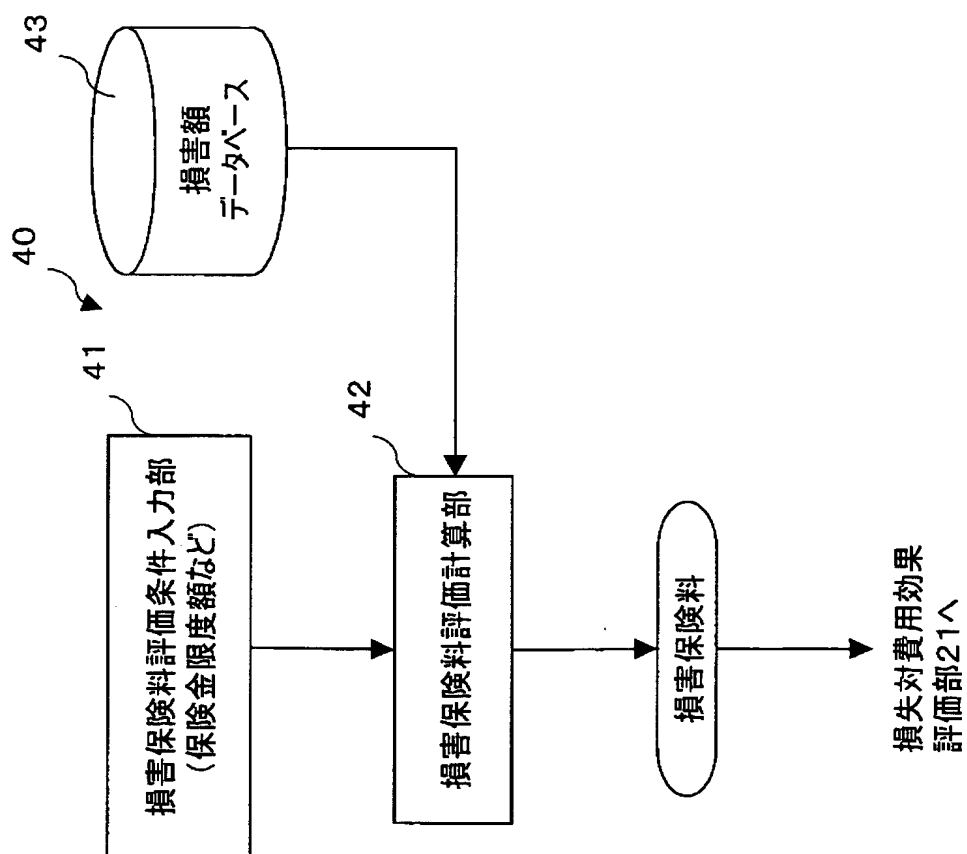 40
41
損害保険料評価条件入力部
(保険金限度額など)
43
損害額
データベース
42
損害保険料評価計算部
損害保険料
損失対費用効果
評価部21へ